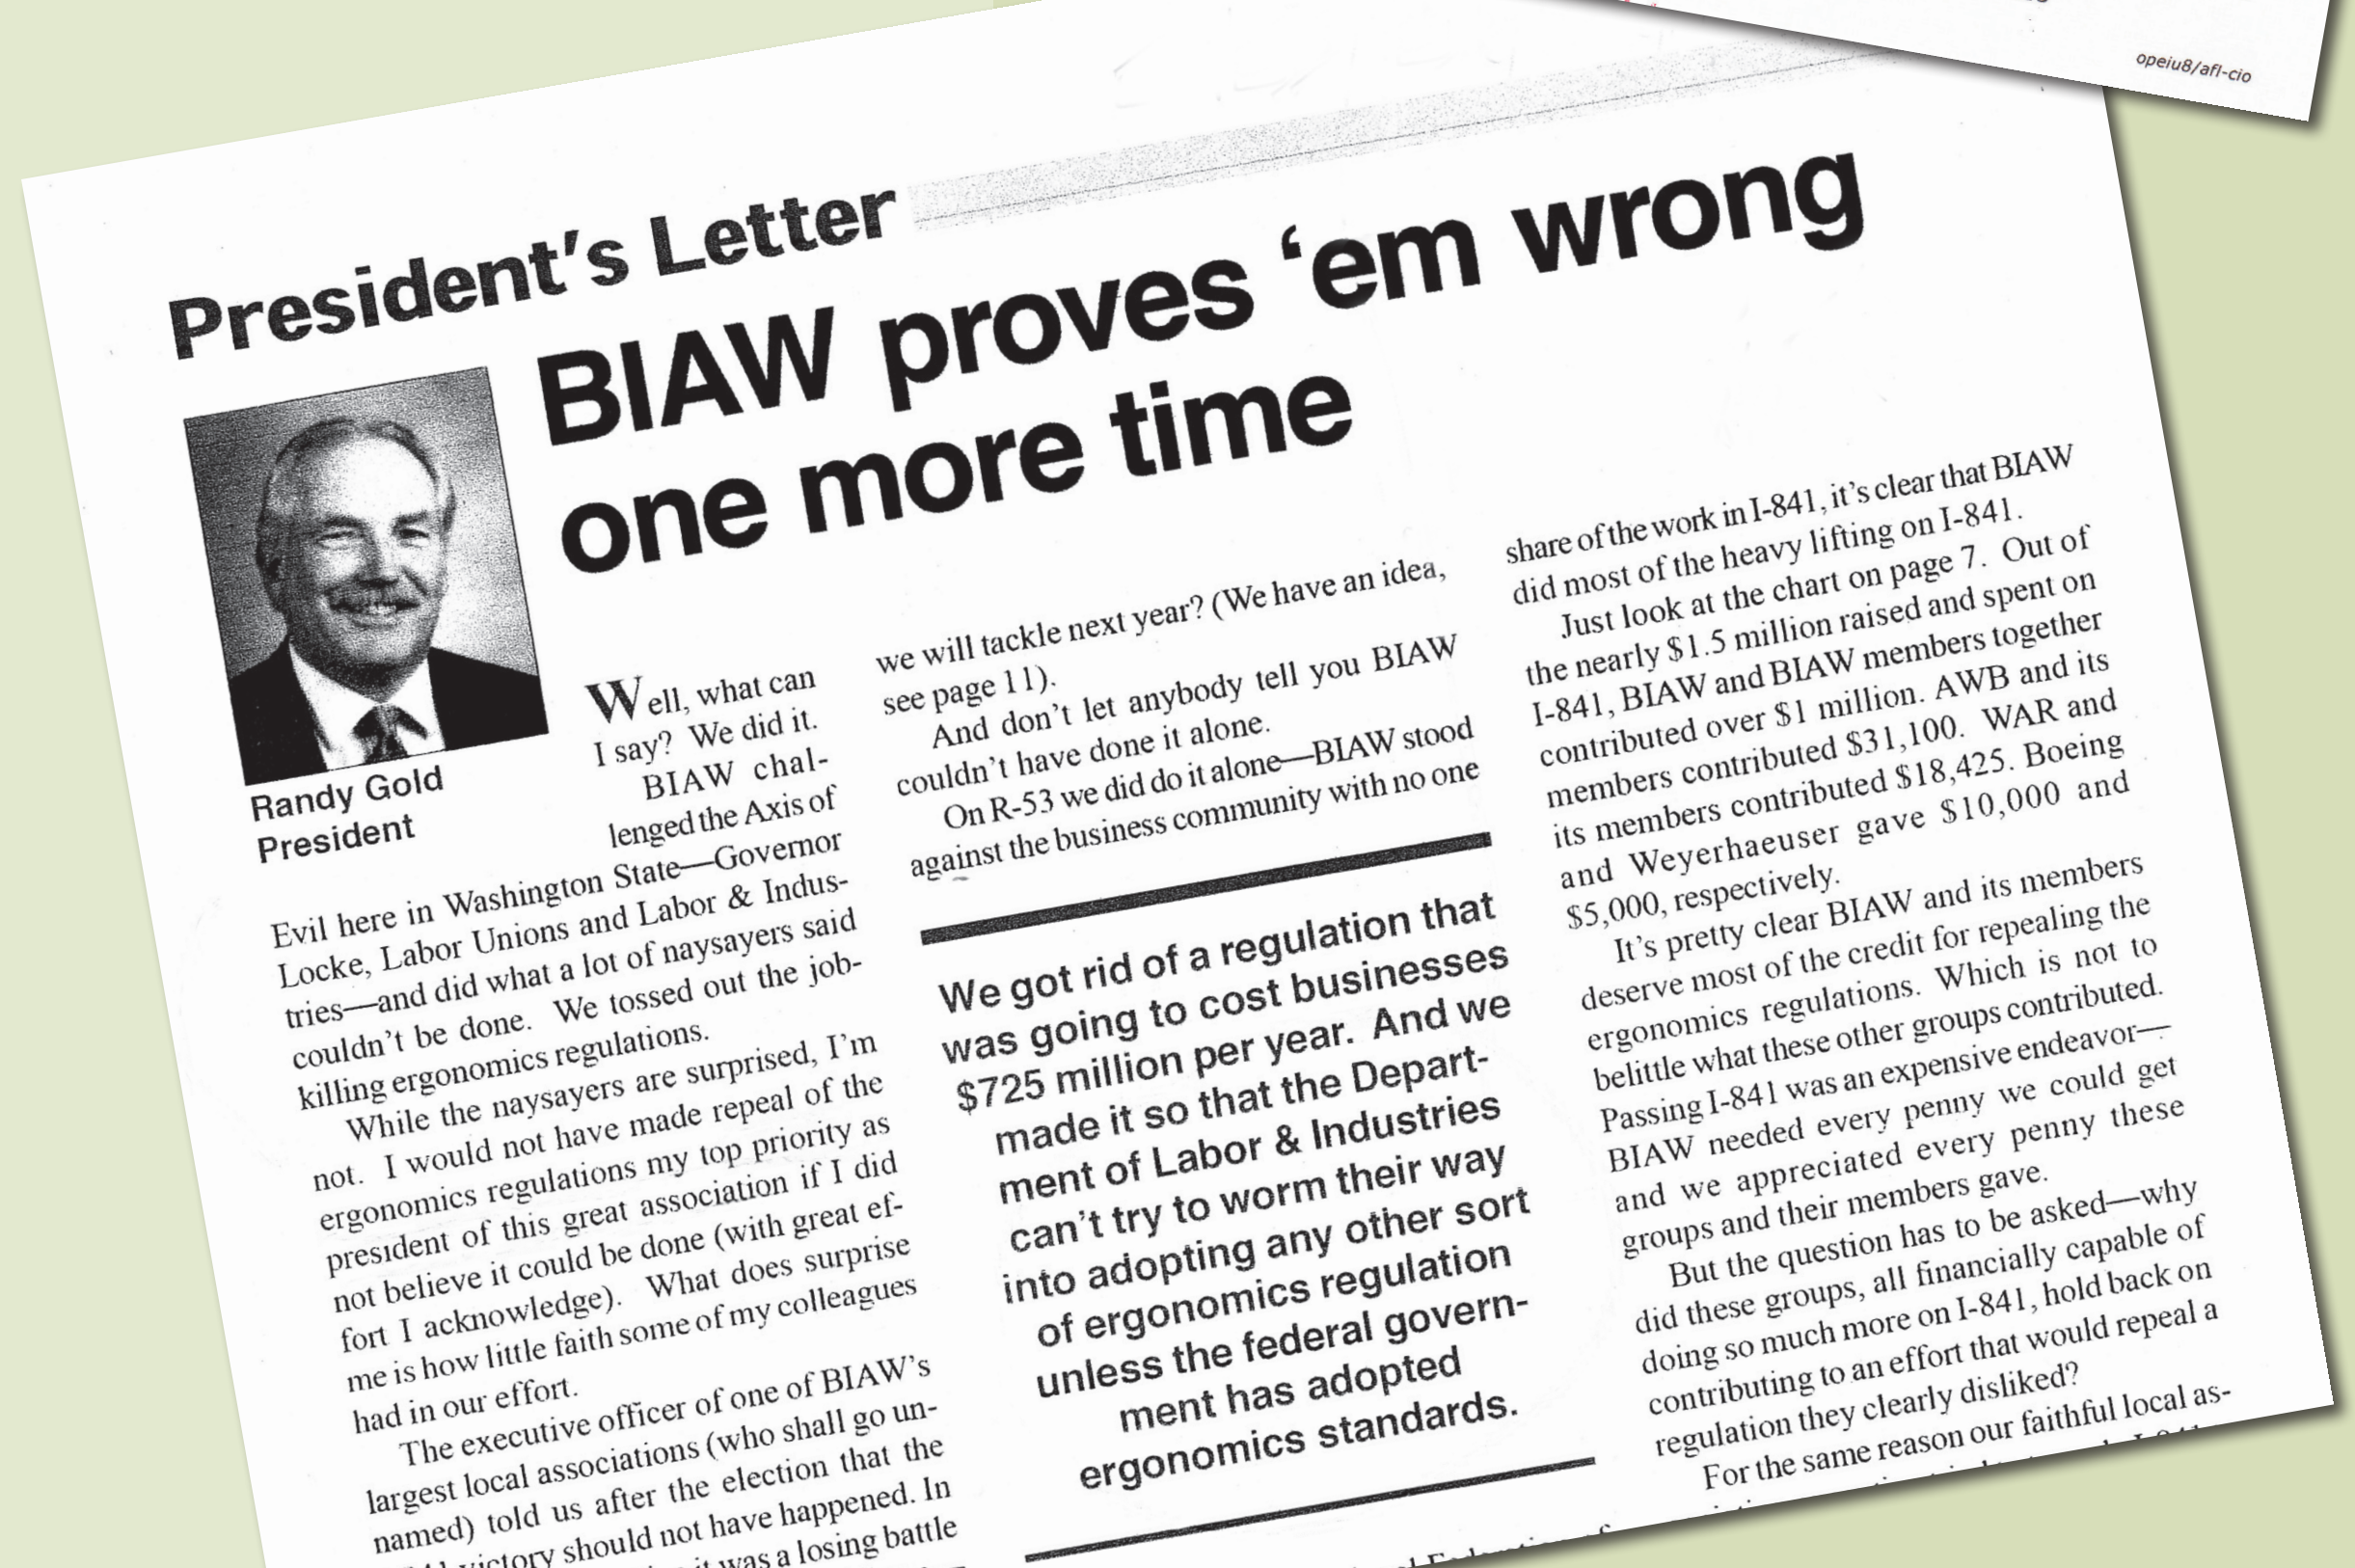 opeiu8/afl-cio
President's Letter
BIAW proves ‘em wrong
one more time
Randy Gold
President
Well, what can
I say? We did it.
BIAW chal-
lenged the Axis of
Evil here in Washington State—Governor
Locke, Labor Unions and Labor & Indus-
tries—and did what a lot of naysayers said
couldn't be done. We tossed out the job-
killing ergonomics regulations.
While the naysayers are surprised, I'm
not. I would not have made repeal of the
ergonomics regulations my top priority as
president of this great association if I did
not believe it could be done (with great ef-
fort I acknowledge). What does surprise
me is how little faith some of my colleagues
had in our effort.
The executive officer of one of BIAW's
largest local associations (who shall go un-
named) told us after the election that the
victory should not have happened. In
it was a losing battle
we will tackle next year? (We have an idea,
see page 11).
And don't let anybody tell you BIAW
couldn't have done it alone.
On R-53 we did do it alone—BIAW stood
against the business community with no one
We got rid of a regulation that
was going to cost businesses
$725 million per year. And we
made it so that the Depart-
ment of Labor & Industries
can't try to worm their way
into adopting any other sort
of ergonomics regulation
unless the federal govern-
ment has adopted
ergonomics standards.
share of the work in I-841, it's clear that BIAW
did most of the heavy lifting on I-841.
Just look at the chart on page 7. Out of
the nearly $1.5 million raised and spent on
I-841, BIAW and BIAW members together
contributed over $1 million. AWB and its
members contributed $31,100. WAR and
its members contributed $18,425. Boeing
and Weyerhaeuser gave $10,000 and
$5,000, respectively.
It's pretty clear BIAW and its members
deserve most of the credit for repealing the
ergonomics regulations. Which is not to
belittle what these other groups contributed.
Passing I-841 was an expensive endeavor—
BIAW needed every penny we could get
and we appreciated every penny these
groups and their members gave.
But the question has to be asked—why
did these groups, all financially capable of
doing so much more on I-841, hold back on
contributing to an effort that would repeal a
regulation they clearly disliked?
For the same reason our faithful local as-